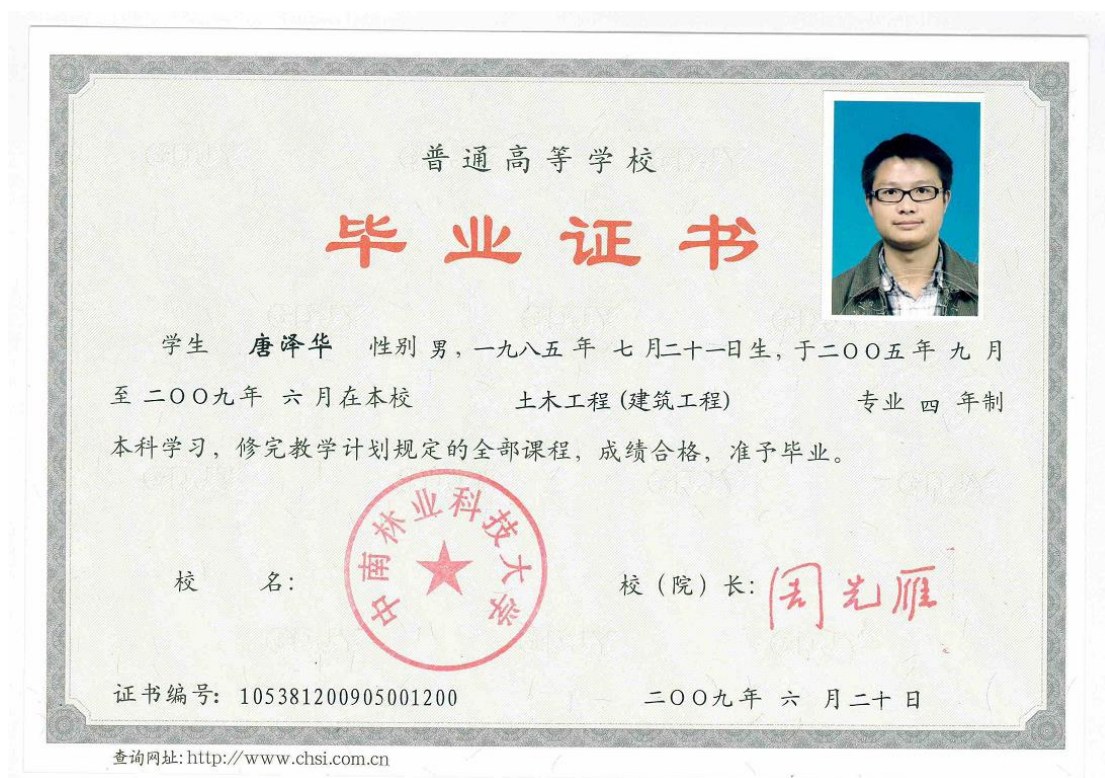 普通高等学校
毕业证书
学生 唐泽华 性别 男，一九八五年 七月二十一日生，于二〇〇五年 九月
至 二〇〇九年 六月在本校 土木工程(建筑工程) 专业 四 年制
本科学习，修完教学计划规定的全部课程，成绩合格，准予毕业。
中南林业科技大学
校 名： 校（院）长：周先雁
证书编号：105381200905001200 二〇〇九年 六 月二十日
查询网址：http://www.chsi.com.cn